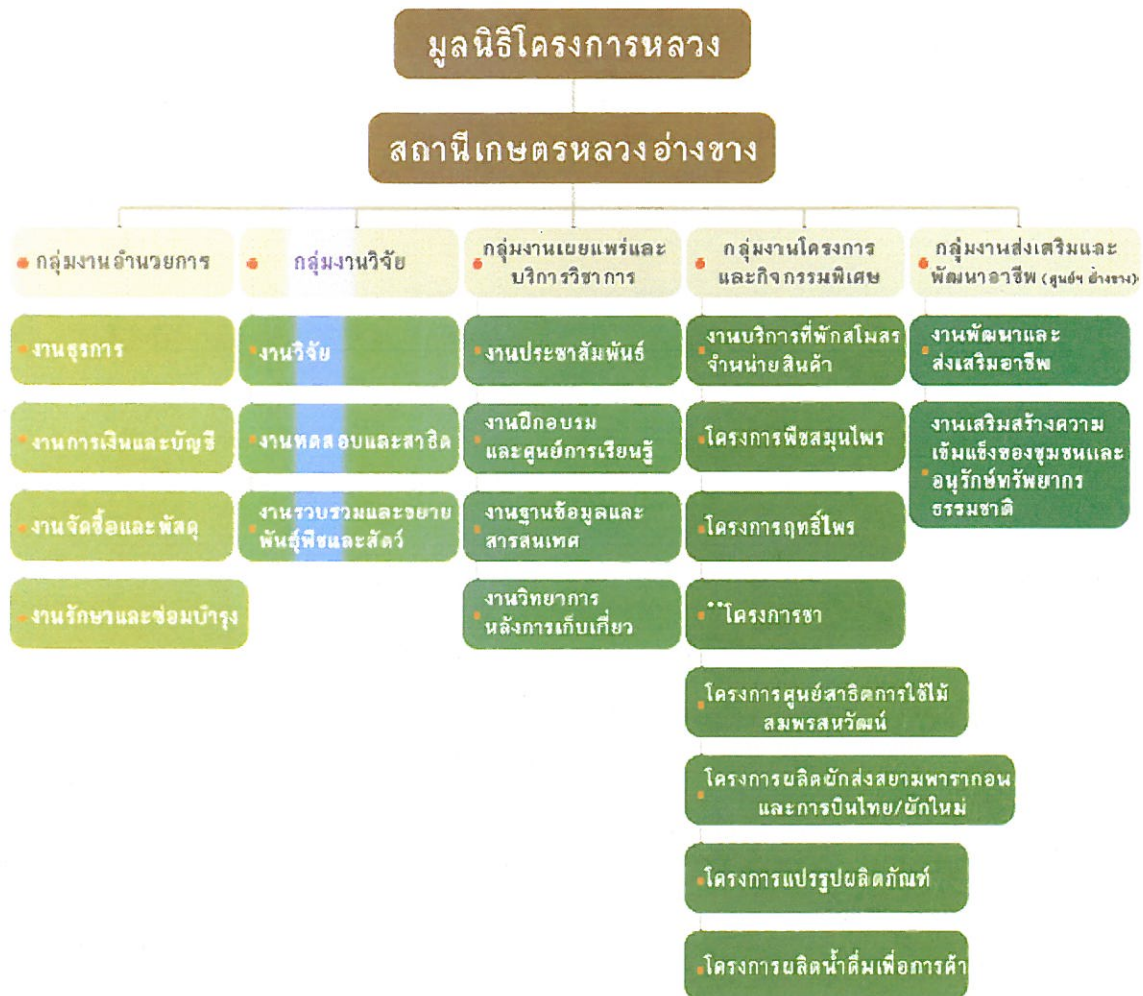 มูลนิธิโครงการหลวง
สถานีเกษตรหลวงอ่างขาง
กลุ่มงานอำนวยการ
งานธุรการ
งานการเงินและบัญชี
งานจัดซื้อและพัสดุ
งานรักษาและซ่อมบำรุง
กลุ่มงานวิจัย
งานวิจัย
งานทดสอบและสาธิต
งานรวบรวมและขยาย
พันธุ์พืชและสัตว์
กลุ่มงานเผยแพร่และ
บริการวิชาการ
งานประชาสัมพันธ์
งานฝึกอบรม
และศูนย์การเรียนรู้
งานฐานข้อมูลและ
สารสนเทศ
งานวิทยาการ
หลังการเก็บเกี่ยว
กลุ่มงานโครงการ
และกิจกรรมพิเศษ
งานบริการที่พักสโมสร
จำหน่ายสินค้า
โครงการพืชสมุนไพร
โครงการฤทธิ์ไพร
โครงการชา
โครงการศูนย์สาธิตการใช้ไม้
สมพรสหวัฒน์
โครงการผลิตผักส่งสยามพารากอน
และการบินไทย/ผักใหม่
โครงการแปรรูปผลิตภัณฑ์
โครงการผลิตน้ำดื่มเพื่อการค้า
กลุ่มงานส่งเสริมและ
พัฒนาอาชีพ (ศูนย์ฯ อ่างขาง)
งานพัฒนาและ
ส่งเสริมอาชีพ
งานเสริมสร้างความ
เข้มแข็งของชุมชนและ
อนุรักษ์ทรัพยากร
ธรรมชาติ